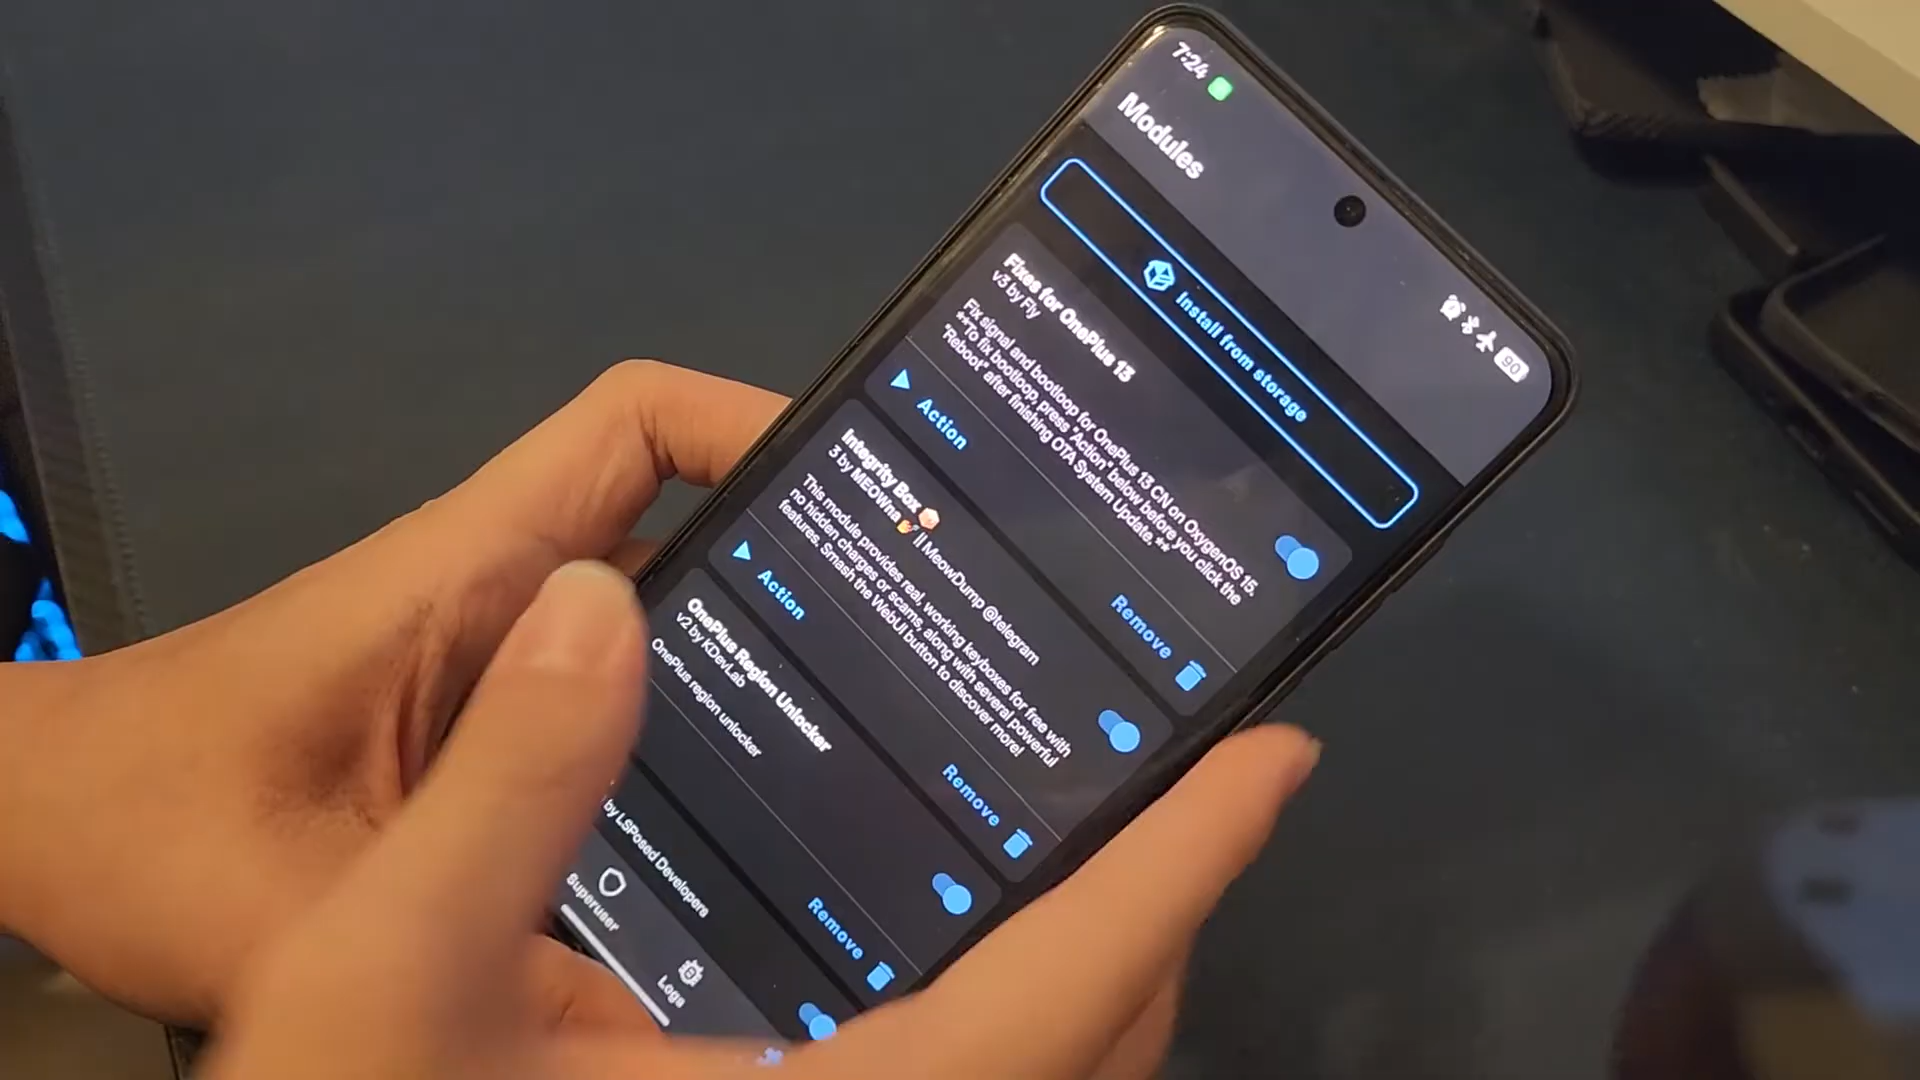 7:24
90
Modules
Install from storage
Fixes for OnePlus 13
v3 by Fly
Fix signal and bootloop for OnePlus 13 CN on OxygenOS 15.
**To fix bootloop, press "Action" below before you click the
"Reboot" after finishing OTA System Update.**
Action
Remove
Integrity Box
3 by MEOWna || MeowDump @telegram
This module provides real, working keyboxes for free with
no hidden charges or scams, along with several powerful
features. Smash the WebUI button to discover more!
Action
Remove
OnePlus Region Unlocker
v2 by KDevLab
OnePlus region unlocker
Remove
by LSPosed Developers
Superuser
Logs